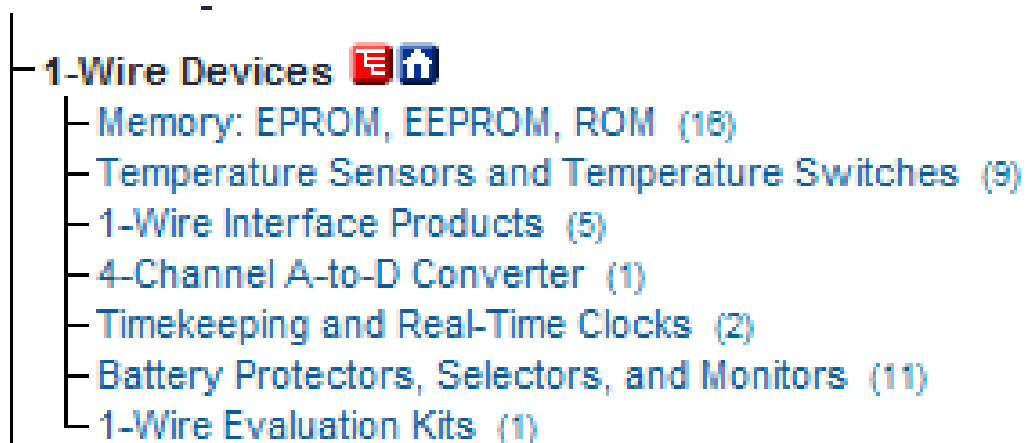 1-Wire Devices
Memory: EPROM, EEPROM, ROM (16)
Temperature Sensors and Temperature Switches (9)
1-Wire Interface Products (5)
4-Channel A-to-D Converter (1)
Timekeeping and Real-Time Clocks (2)
Battery Protectors, Selectors, and Monitors (11)
1-Wire Evaluation Kits (1)